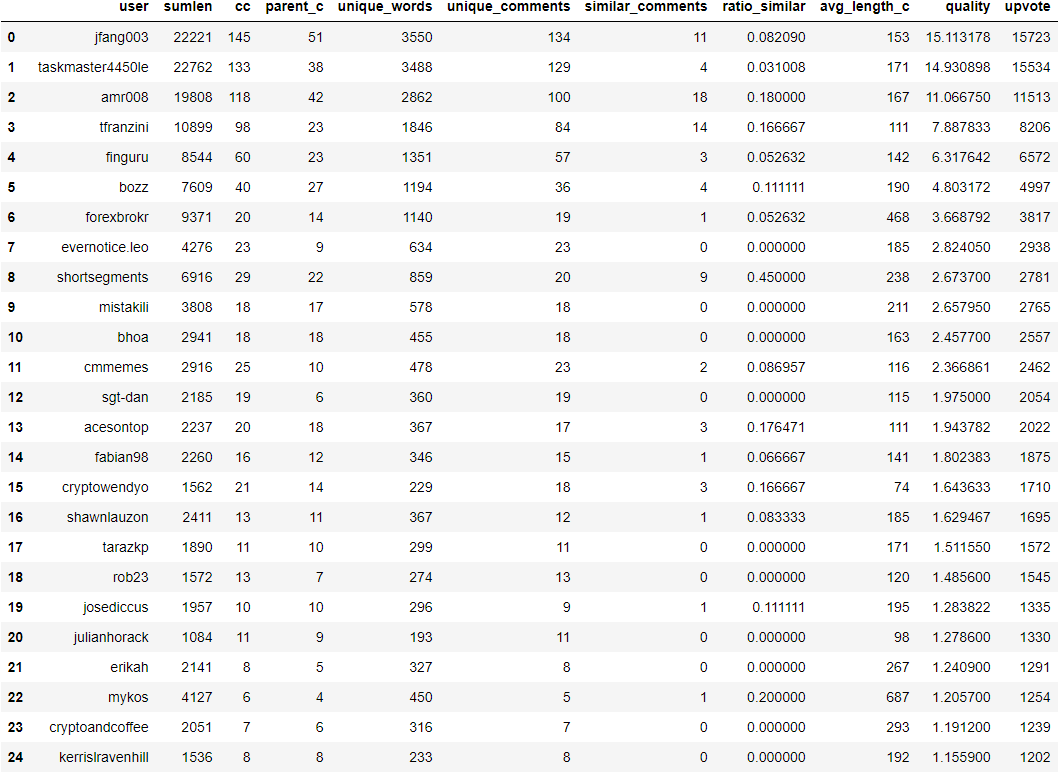 user sumlen cc parent_c unique_words unique_comments similar_comments ratio_similar avg_length_c quality upvote
0 jfang003 22221 145 51 3550 134 11 0.082090 153 15.113178 15723
1 taskmaster4450le 22762 133 38 3488 129 4 0.031008 171 14.930898 15534
2 amr008 19808 118 42 2862 100 18 0.180000 167 11.066750 11513
3 tfranzini 10899 98 23 1846 84 14 0.166667 111 7.887833 8206
4 finguru 8544 60 23 1351 57 3 0.052632 142 6.317642 6572
5 bozz 7609 40 27 1194 36 4 0.111111 190 4.803172 4997
6 forexbrokr 9371 20 14 1140 19 1 0.052632 468 3.668792 3817
7 evernotice.leo 4276 23 9 634 23 0 0.000000 185 2.824050 2938
8 shortsegments 6916 29 22 859 20 9 0.450000 238 2.673700 2781
9 mistakili 3808 18 17 578 18 0 0.000000 211 2.657950 2765
10 bhoa 2941 18 18 455 18 0 0.000000 163 2.457700 2557
11 cmmemes 2916 25 10 478 23 2 0.086957 116 2.366861 2462
12 sgt-dan 2185 19 6 360 19 0 0.000000 115 1.975000 2054
13 acesontop 2237 20 18 367 17 3 0.176471 111 1.943782 2022
14 fabian98 2260 16 12 346 15 1 0.066667 141 1.802383 1875
15 cryptowendyo 1562 21 14 229 18 3 0.166667 74 1.643633 1710
16 shawnlauzon 2411 13 11 367 12 1 0.083333 185 1.629467 1695
17 tarazkp 1890 11 10 299 11 0 0.000000 171 1.511550 1572
18 rob23 1572 13 7 274 13 0 0.000000 120 1.485600 1545
19 josediccus 1957 10 10 296 9 1 0.111111 195 1.283822 1335
20 julianhorack 1084 11 9 193 11 0 0.000000 98 1.278600 1330
21 erikah 2141 8 5 327 8 0 0.000000 267 1.240900 1291
22 mykos 4127 6 4 450 5 1 0.200000 687 1.205700 1254
23 cryptoandcoffee 2051 7 6 316 7 0 0.000000 293 1.191200 1239
24 kerrislravenhill 1536 8 8 233 8 0 0.000000 192 1.155900 1202